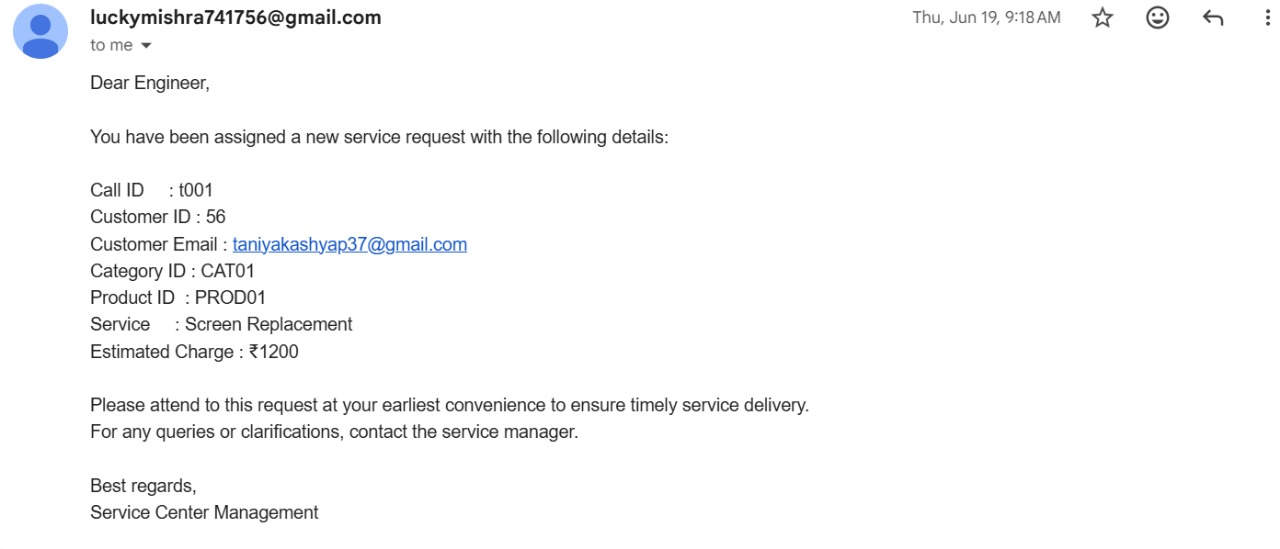 luckymishra741756@gmail.com
Thu, Jun 19, 9:18 AM
to me
Dear Engineer,
You have been assigned a new service request with the following details:
Call ID : t001
Customer ID : 56
Customer Email : taniyakashyap37@gmail.com
Category ID : CAT01
Product ID : PROD01
Service : Screen Replacement
Estimated Charge : ₹1200
Please attend to this request at your earliest convenience to ensure timely service delivery.
For any queries or clarifications, contact the service manager.
Best regards,
Service Center Management